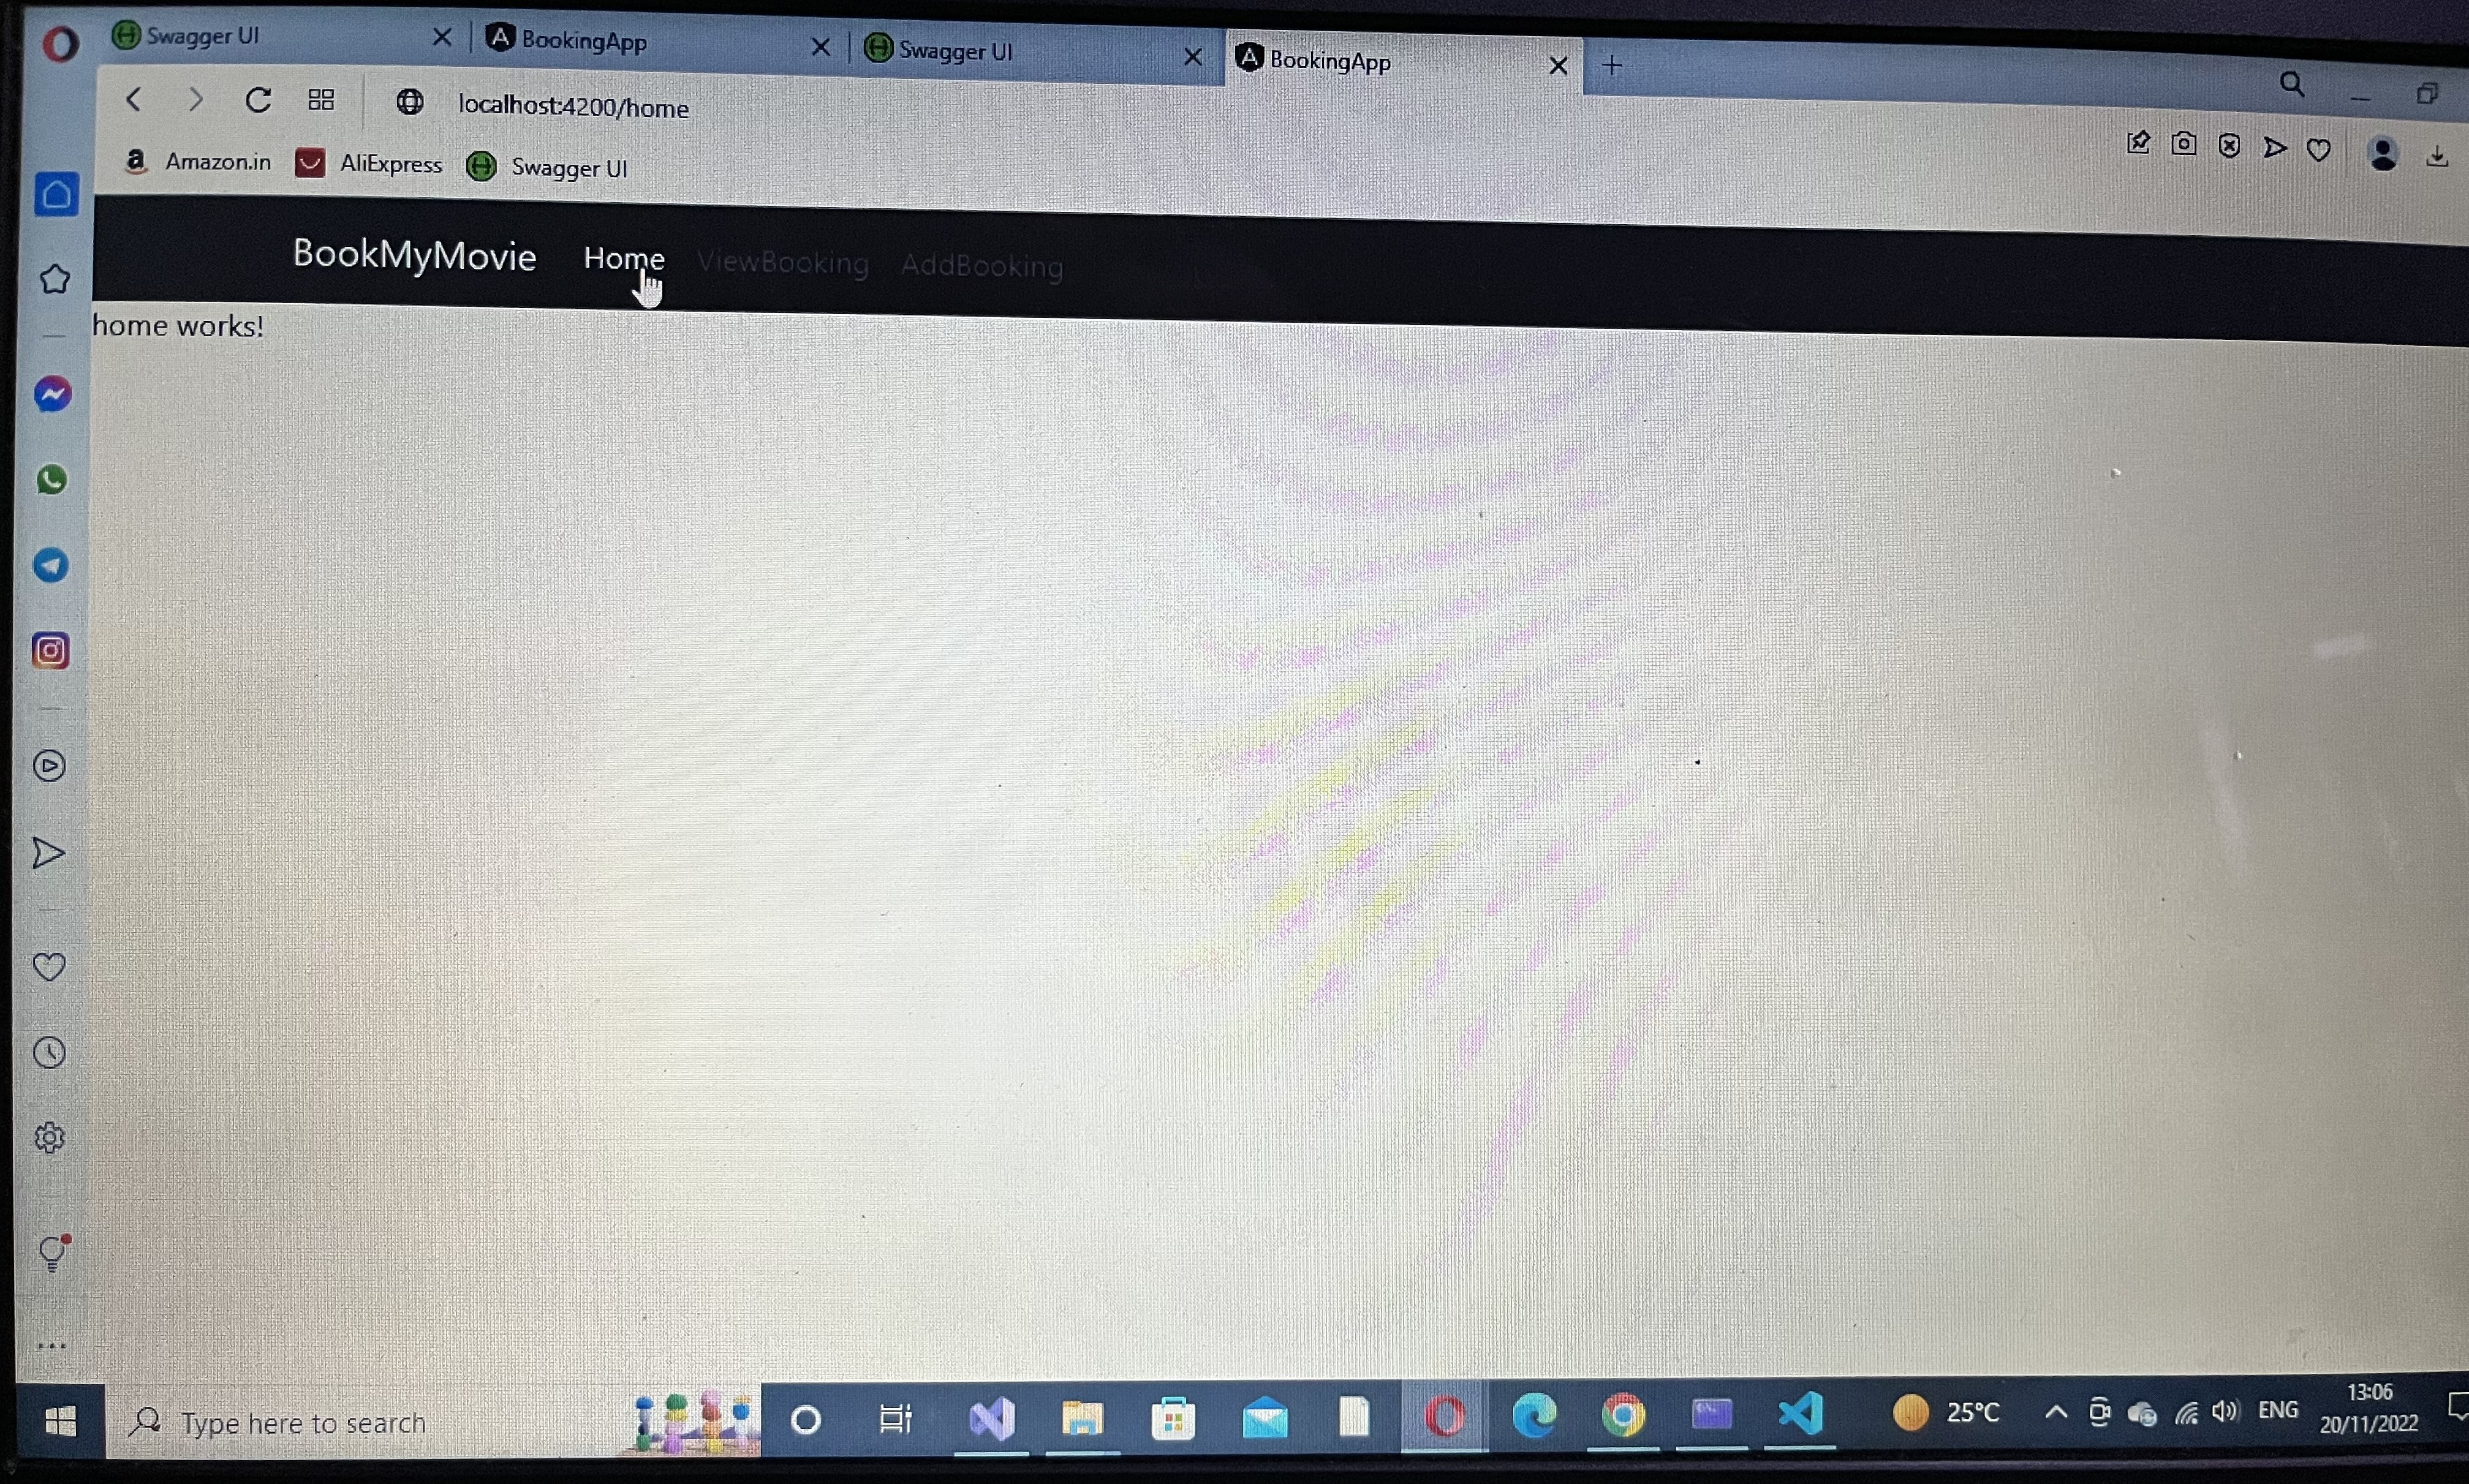 Swagger UI
BookingApp
Swagger UI
BookingApp
localhost:4200/home
Amazon.in
AliExpress
Swagger UI
BookMyMovie Home ViewBooking AddBooking
home works!
Type here to search
25°C
ENG
13:06
20/11/2022